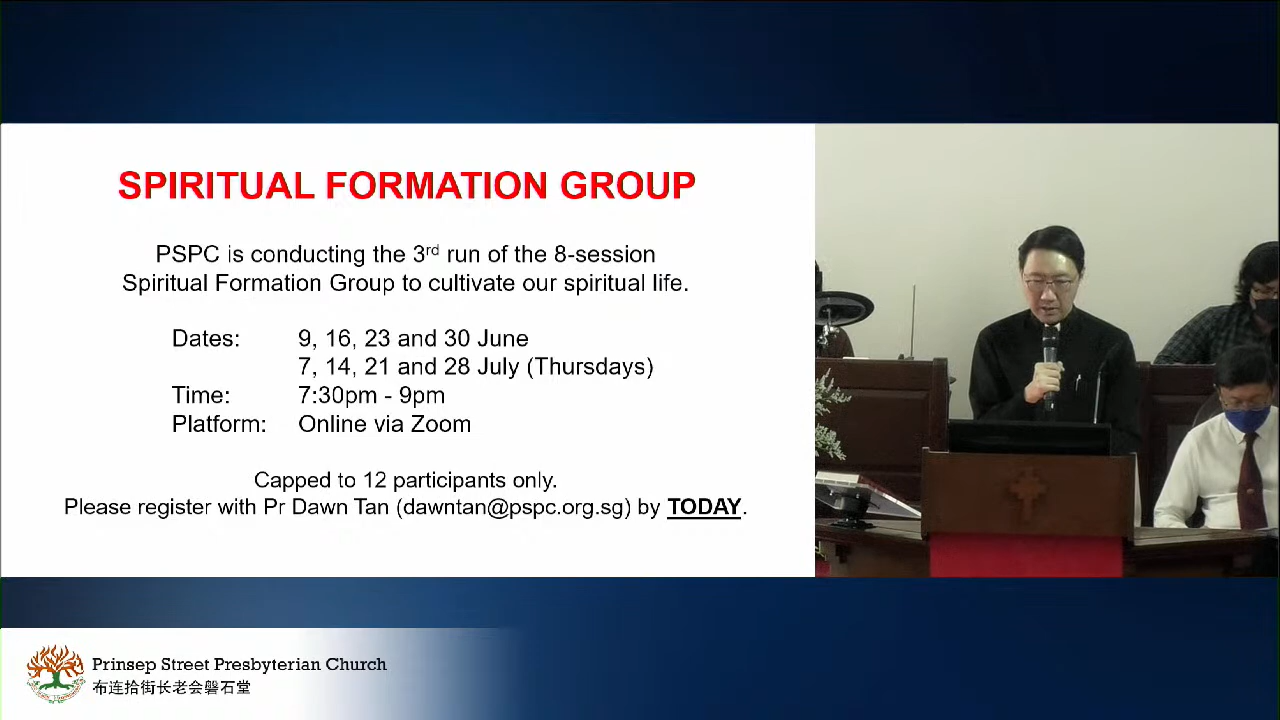 SPIRITUAL FORMATION GROUP
PSPC is conducting the 3rd run of the 8-session
Spiritual Formation Group to cultivate our spiritual life.
Dates: 9, 16, 23 and 30 June
7, 14, 21 and 28 July (Thursdays)
Time: 7:30pm - 9pm
Platform: Online via Zoom
Capped to 12 participants only.
Please register with Pr Dawn Tan (dawntan@pspc.org.sg) by TODAY.
Prinsep Street Presbyterian Church
布连拾街长老会磐石堂